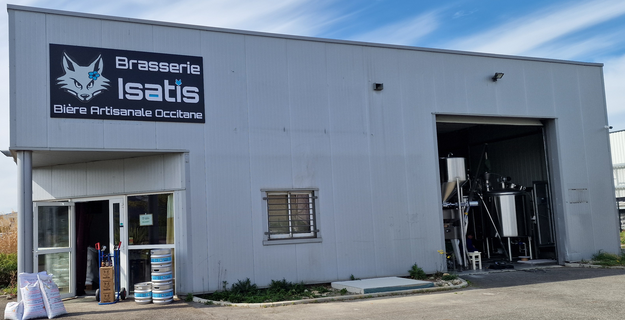 Brasserie
Isatis
Bière Artisanale Occitane